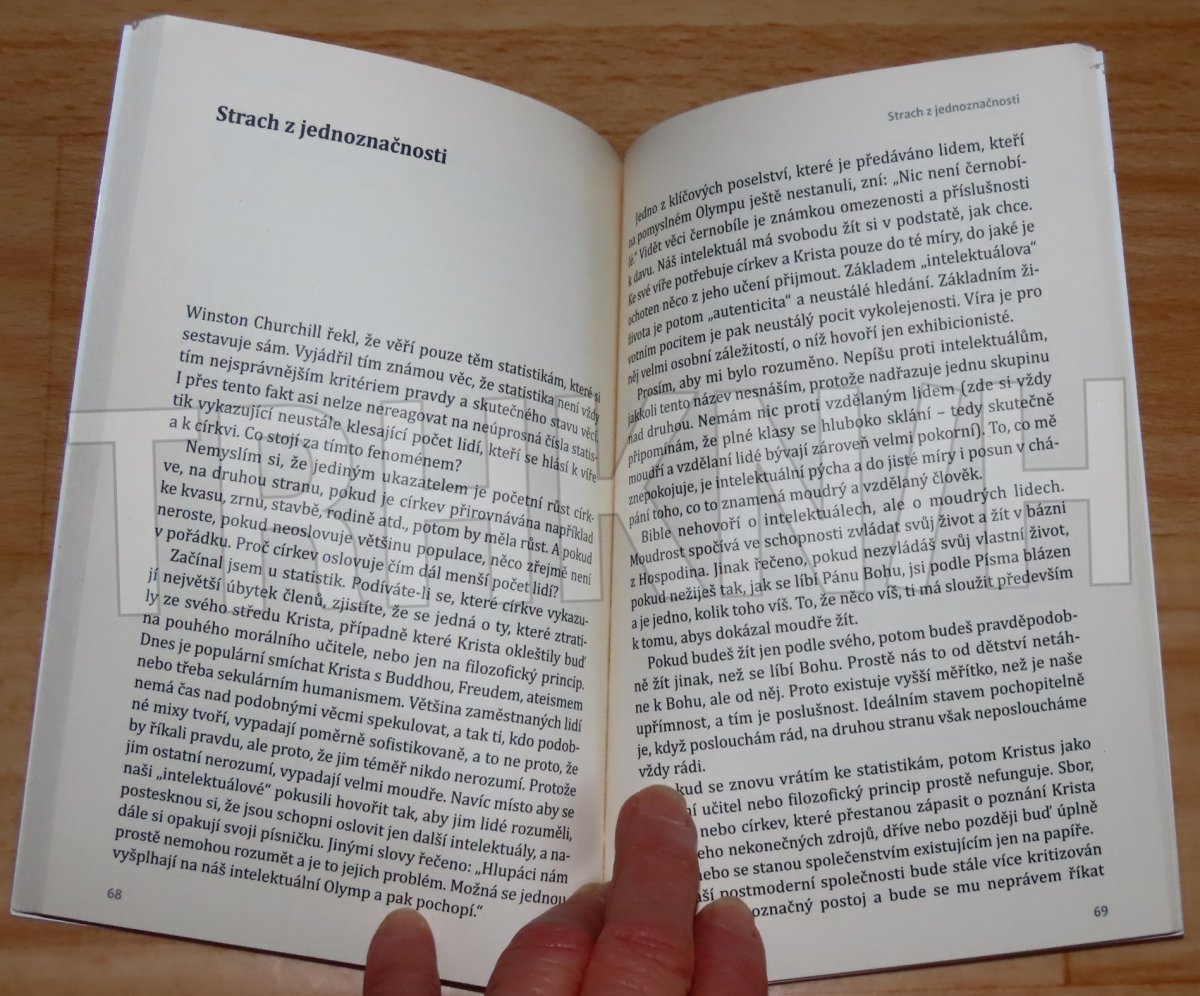 Strach z jednoznačnosti
Winston Churchill řekl, že věří pouze těm statistikám, které si
sestavuje sám. Vyjádřil tím známou věc, že statistika není vždy
tím nejsprávnějším kritériem pravdy a skutečného stavu věcí.
I přes tento fakt asi nelze nereagovat na neúprosná čísla statis-
tik vykazující neustále klesající počet lidí, kteří se hlásí k víře
a k církvi. Co stojí za tímto fenoménem?
Nemyslím si, že jediným ukazatelem je početní růst círk-
ve, na druhou stranu, pokud je církev přirovnávána například
ke kvasu, zrnu, stavbě, rodině atd., potom by měla růst. A pokud
neroste, pokud neoslovuje většinu populace, něco zřejmě není
v pořádku. Proč církev oslovuje čím dál menší počet lidí?
Začínal jsem u statistik. Podíváte-li se, které církve vykazu-
jí největší úbytek členů, zjistíte, že se jedná o ty, které ztrati-
ly ze svého středu Krista, případně které Krista okleštily buď
na pouhého morálního učitele, nebo jen na filozofický princip.
Dnes je populární smíchat Krista s Buddhou, Freudem, ateismem
nebo třeba sekulárním humanismem. Většina zaměstnaných lidí
nemá čas nad podobnými věcmi spekulovat, a tak ti, kdo podob-
né mixy tvoří, vypadají poměrně sofistikovaně, a to ne proto, že
by říkali pravdu, ale proto, že jim téměř nikdo nerozumí. Protože
jim ostatní nerozumí, vypadají velmi moudře. Navíc místo aby se
naši „intelektuálové“ pokusili hovořit tak, aby jim lidé rozuměli,
postesknou si, že jsou schopni oslovit jen další intelektuály, a na-
dále si opakují svoji písničku. Jinými slovy řečeno: „Hlupáci nám
prostě nemohou rozumět a je to jejich problém. Možná se jednou
vyšplhají na náš intelektuální Olymp a pak pochopí.“
68
Strach z jednoznačnosti
Jedno z klíčových poselství, které je předáváno lidem, kteří
na pomyslném Olympu ještě nestanuli, zní: „Nic není černobí-
lé.“ Vidět věci černobíle je známkou omezenosti a příslušnosti
k davu. Náš intelektuál má svobodu žít si v podstatě, jak chce.
Ke své víře potřebuje církev a Krista pouze do té míry, do jaké je
ochoten něco z jeho učení přijmout. Základem „intelektuálova“
života je potom „autenticita“ a neustálé hledání. Základním ži-
votním pocitem je pak neustálý pocit vykolejenosti. Víra je pro
něj velmi osobní záležitostí, o níž hovoří jen exhibicionisté.
Prosím, aby mi bylo rozuměno. Nepíšu proti intelektuálům,
jakkoli tento název nesnáším, protože nadřazuje jednu skupinu
nad druhou. Nemám nic proti vzdělaným lidem (zde si vždy
připomínám, že plné klasy se hluboko sklání – tedy skutečně
moudří a vzdělaní lidé bývají zároveň velmi pokorní). To, co mě
znepokojuje, je intelektuální pýcha a do jisté míry i posun v chá-
pání toho, co to znamená moudrý a vzdělaný člověk.
Bible nehovoří o intelektuálech, ale o moudrých lidech.
Moudrost spočívá ve schopnosti zvládat svůj život a žít v bázni
z Hospodina. Jinak řečeno, pokud nezvládáš svůj vlastní život,
pokud nežiješ tak, jak se líbí Pánu Bohu, jsi podle Písma blázen
a je jedno, kolik toho víš. To, že něco víš, ti má sloužit především
k tomu, abys dokázal moudře žít.
Pokud budeš žít jen podle svého, potom budeš pravděpodob-
ně žít jinak, než se líbí Bohu. Prostě nás to od dětství netáh-
ne k Bohu, ale od něj. Proto existuje vyšší měřítko, než je naše
upřímnost, a tím je poslušnost. Ideálním stavem pochopitelně
je, když poslouchám rád, na druhou stranu však neposloucháme
vždy rádi.
kud se znovu vrátím ke statistikám, potom Kristus jako
ní učitel nebo filozofický princip prostě nefunguje. Sbor,
nebo církev, které přestanou zápasit o poznání Krista
eho nekonečných zdrojů, dříve nebo později buď úplně
nebo se stanou společenstvím existujícím jen na papíře.
aší postmoderní společnosti bude stále více kritizován
označný postoj a bude se mu neprávem říkat
69
TRHKNIH